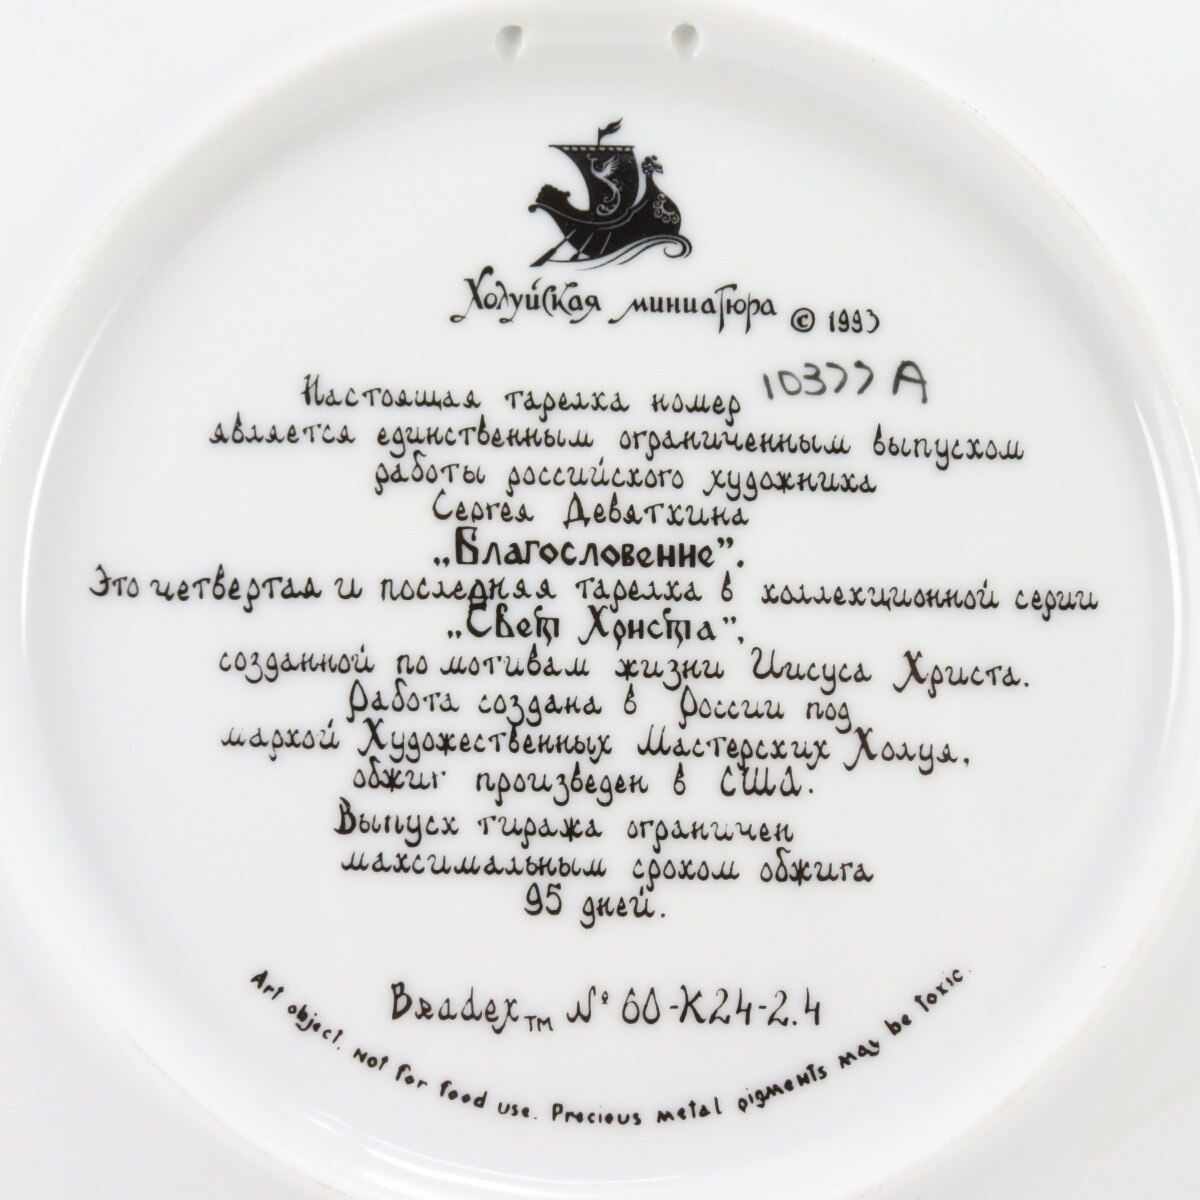 Холуйская миниатюра © 1993
Настоящая тарелка номер 10377 A
является единственным ограниченным выпуском
работы российского художника
Сергея Девяткина
„Благословение”.
Это четвертая и последняя тарелка в коллекционной серии
„Свет Христа”,
созданной по мотивам жизни Иисуса Христа.
Работа создана в России под
маркой Художественных Мастерских Холуя,
обжиг произведен в США.
Выпуск тиража ограничен
максимальным сроком обжига
95 дней.
Bradex TM № 60-K24-2.4
Art object. Not for food use. Precious metal pigments may be toxic.